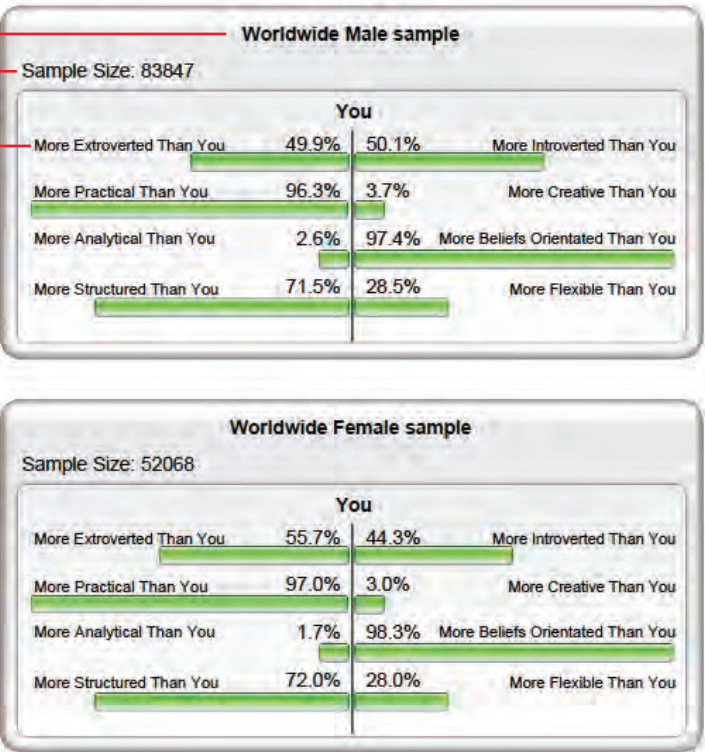 Worldwide Male sample
Sample Size: 83847
You
More Extroverted Than You 49.9% 50.1% More Introverted Than You
More Practical Than You 96.3% 3.7% More Creative Than You
More Analytical Than You 2.6% 97.4% More Beliefs Orientated Than You
More Structured Than You 71.5% 28.5% More Flexible Than You
Worldwide Female sample
Sample Size: 52068
You
More Extroverted Than You 55.7% 44.3% More Introverted Than You
More Practical Than You 97.0% 3.0% More Creative Than You
More Analytical Than You 1.7% 98.3% More Beliefs Orientated Than You
More Structured Than You 72.0% 28.0% More Flexible Than You